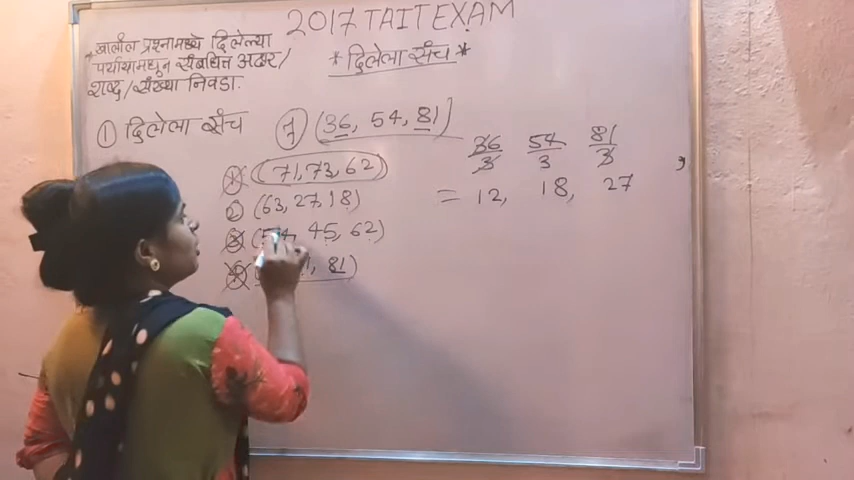 2017 TAIT EXAM
* खालील प्रश्नामध्ये दिलेल्या
पर्यायामधून संबधित अक्षर/
शब्द/संख्या निवडा.
* दिलेला संच *
① दिलेला संच (36, 54, 81)
① (71, 73, 62)
② (63, 27, 18)
③ 45, 62)
④ 81)
36/3 54/3 81/3 ,
= 12, 18, 27